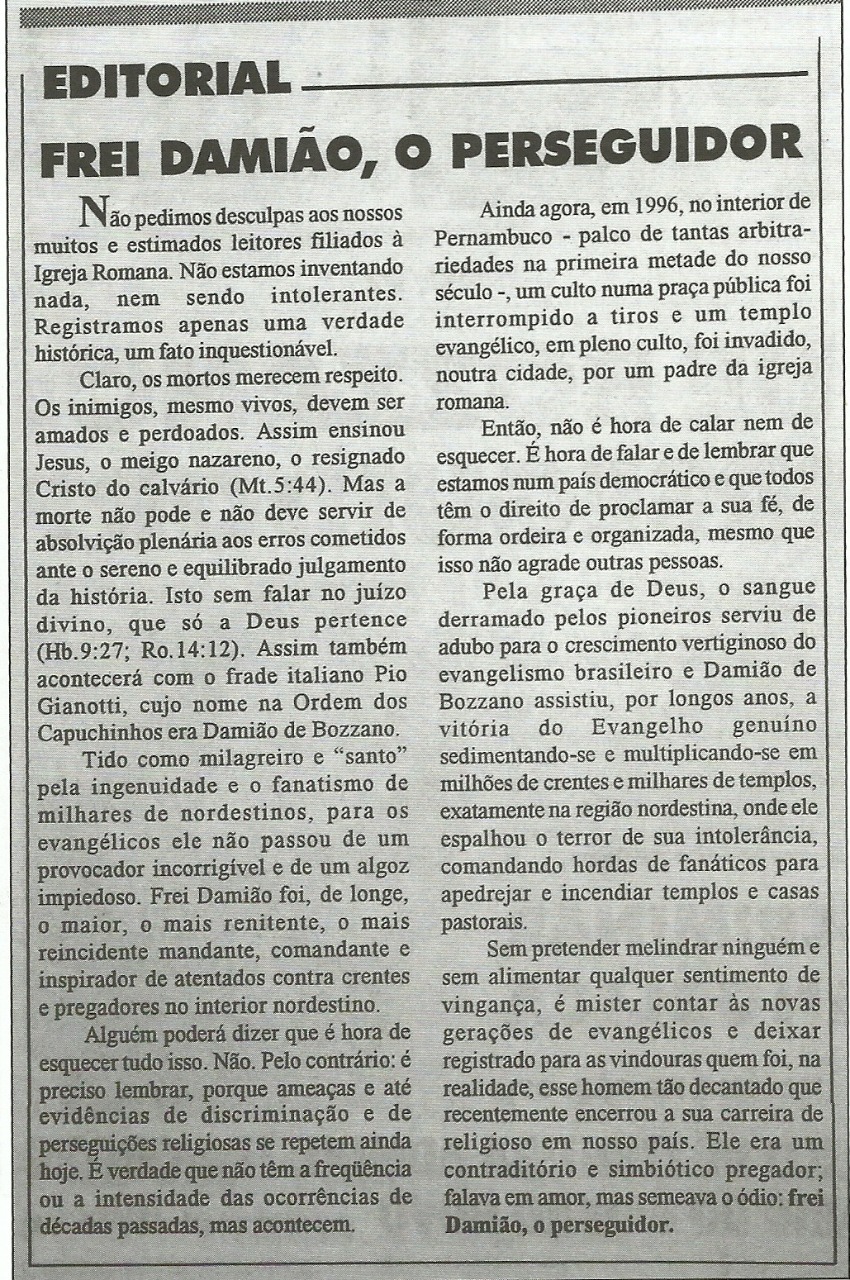 EDITORIAL
FREI DAMIÃO, O PERSEGUIDOR
Não pedimos desculpas aos nossos
muitos e estimados leitores filiados à
Igreja Romana. Não estamos inventando
nada, nem sendo intolerantes.
Registramos apenas uma verdade
histórica, um fato inquestionável.
Claro, os mortos merecem respeito.
Os inimigos, mesmo vivos, devem ser
amados e perdoados. Assim ensinou
Jesus, o meigo nazareno, o resignado
Cristo do calvário (Mt.5:44). Mas a
morte não pode e não deve servir de
absolvição plenária aos erros cometidos
ante o sereno e equilibrado julgamento
da história. Isto sem falar no juízo
divino, que só a Deus pertence
(Hb.9:27; Ro.14:12). Assim também
acontecerá com o frade italiano Pio
Gianotti, cujo nome na Ordem dos
Capuchinhos era Damião de Bozzano.
Tido como milagreiro e “santo”
pela ingenuidade e o fanatismo de
milhares de nordestinos, para os
evangélicos ele não passou de um
provocador incorrigível e de um algoz
impiedoso. Frei Damião foi, de longe,
o maior, o mais renitente, o mais
reincidente mandante, comandante e
inspirador de atentados contra crentes
e pregadores no interior nordestino.
Alguém poderá dizer que é hora de
esquecer tudo isso. Não. Pelo contrário: é
preciso lembrar, porque ameaças e até
evidências de discriminação e de
perseguições religiosas se repetem ainda
hoje. É verdade que não têm a freqüência
ou a intensidade das ocorrências de
décadas passadas, mas acontecem.
Ainda agora, em 1996, no interior de
Pernambuco - palco de tantas arbitra-
riedades na primeira metade do nosso
século -, um culto numa praça pública foi
interrompido a tiros e um templo
evangélico, em pleno culto, foi invadido,
noutra cidade, por um padre da igreja
romana.
Então, não é hora de calar nem de
esquecer. É hora de falar e de lembrar que
estamos num país democrático e que todos
têm o direito de proclamar a sua fé, de
forma ordeira e organizada, mesmo que
isso não agrade outras pessoas.
Pela graça de Deus, o sangue
derramado pelos pioneiros serviu de
adubo para o crescimento vertiginoso do
evangelismo brasileiro e Damião de
Bozzano assistiu, por longos anos, a
vitória do Evangelho genuíno
sedimentando-se e multiplicando-se em
milhões de crentes e milhares de templos,
exatamente na região nordestina, onde ele
espalhou o terror de sua intolerância,
comandando hordas de fanáticos para
apedrejar e incendiar templos e casas
pastorais.
Sem pretender melindrar ninguém e
sem alimentar qualquer sentimento de
vingança, é mister contar às novas
gerações de evangélicos e deixar
registrado para as vindouras quem foi, na
realidade, esse homem tão decantado que
recentemente encerrou a sua carreira de
religioso em nosso país. Ele era um
contraditório e simbiótico pregador;
falava em amor, mas semeava o ódio: frei
Damião, o perseguidor.